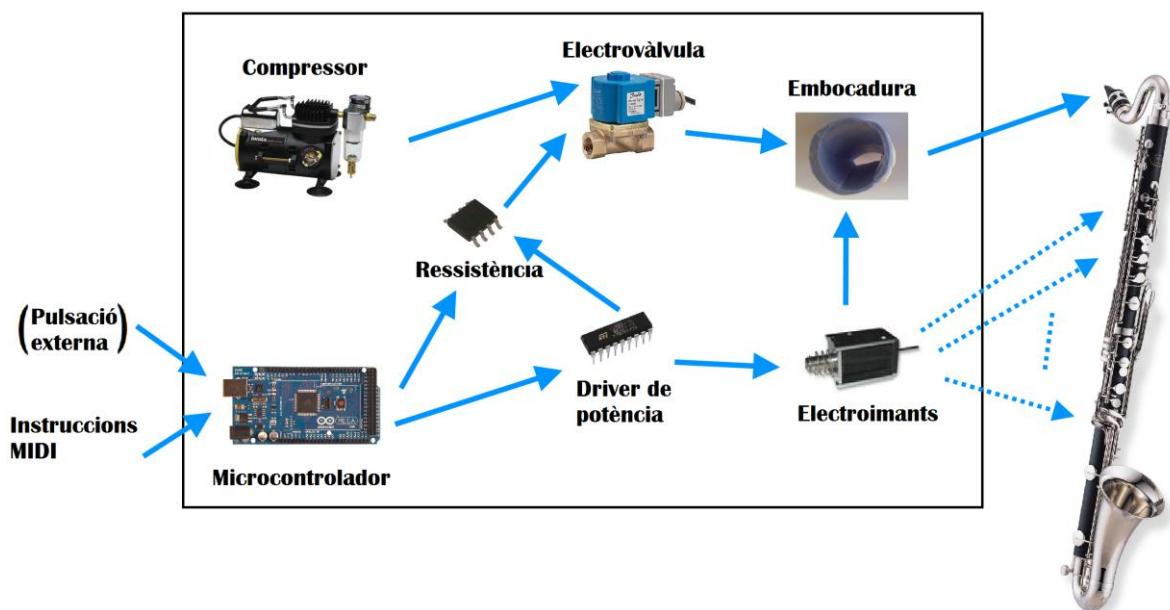 Electrovàlvula
Compressor
Embocadura
Ressistència
(Pulsació
externa)
Driver de
potència
Electroimants
Instruccions
MIDI
Microcontrolador